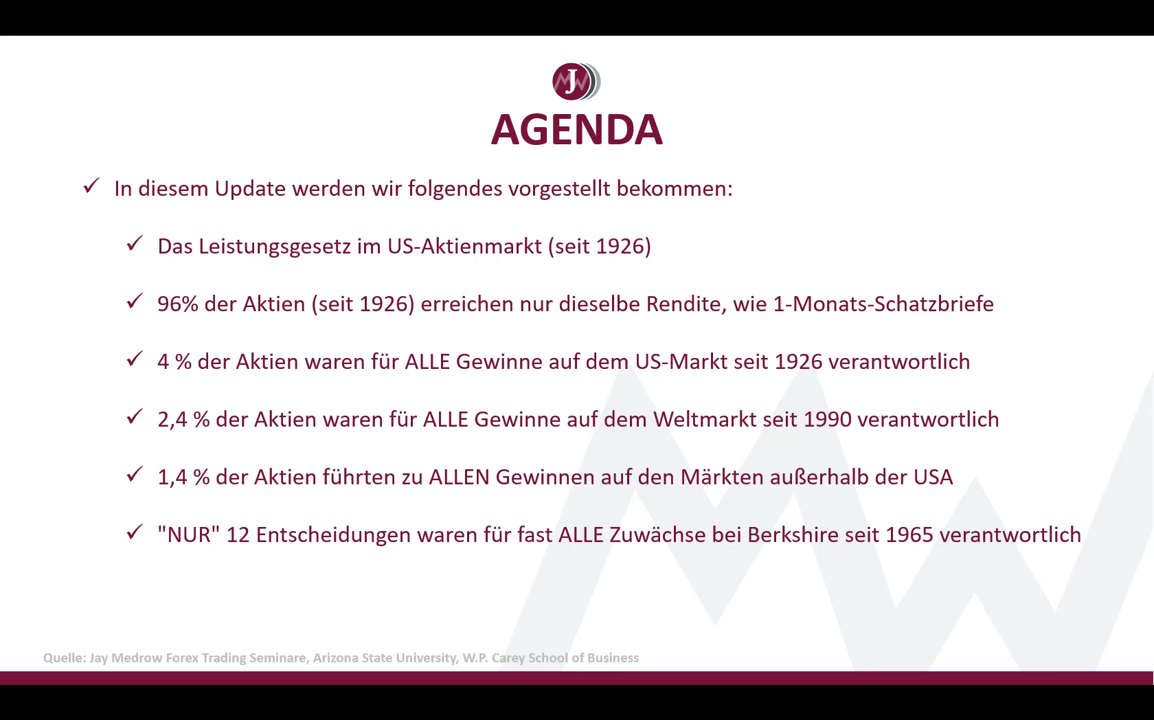 J
AGENDA
✓ In diesem Update werden wir folgendes vorgestellt bekommen:
✓ Das Leistungsgesetz im US-Aktienmarkt (seit 1926)
✓ 96% der Aktien (seit 1926) erreichen nur dieselbe Rendite, wie 1-Monats-Schatzbriefe
✓ 4 % der Aktien waren für ALLE Gewinne auf dem US-Markt seit 1926 verantwortlich
✓ 2,4 % der Aktien waren für ALLE Gewinne auf dem Weltmarkt seit 1990 verantwortlich
✓ 1,4 % der Aktien führten zu ALLEN Gewinnen auf den Märkten außerhalb der USA
✓ "NUR" 12 Entscheidungen waren für fast ALLE Zuwächse bei Berkshire seit 1965 verantwortlich
Quelle: Jay Medrow Forex Trading Seminare, Arizona State University, W.P. Carey School of Business